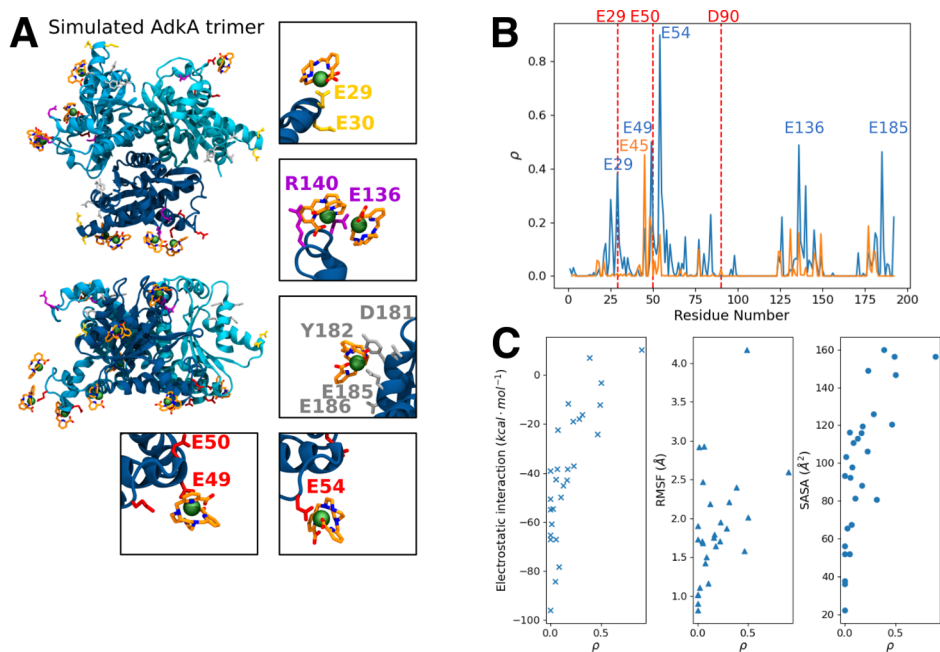 A
Simulated AdkA trimer
E29
E30
R140
E136
D181
Y182
E185
E186
E50
E49
E54
B
E29 E50 D90
E54
E49
E45
E29
E136
E185
ρ
0.8
0.6
0.4
0.2
0.0
0 25 50 75 100 125 150 175 200
Residue Number
C
Electrostatic interaction (kcal · mol⁻¹)
0
−20
−40
−60
−80
−100
0.0 0.5
ρ
RMSF (Å)
4.0
3.5
3.0
2.5
2.0
1.5
1.0
0.0 0.5
ρ
SASA (Å²)
160
140
120
100
80
60
40
20
0.0 0.5
ρ